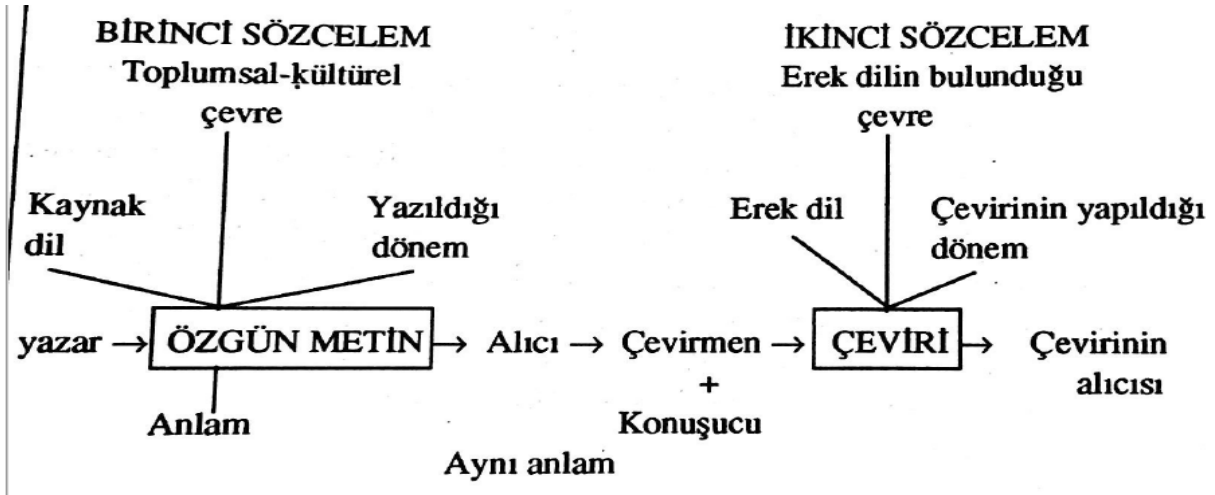 BİRİNCİ SÖZCELEM
Toplumsal-kültürel
çevre
İKİNCİ SÖZCELEM
Erek dilin bulunduğu
çevre
Kaynak
dil
Yazıldığı
dönem
Erek dil
Çevirinin yapıldığı
dönem
yazar → ÖZGÜN METİN → Alıcı → Çevirmen → ÇEVİRİ → Çevirinin
alıcısı
+
Konuşucu
Anlam
Aynı anlam